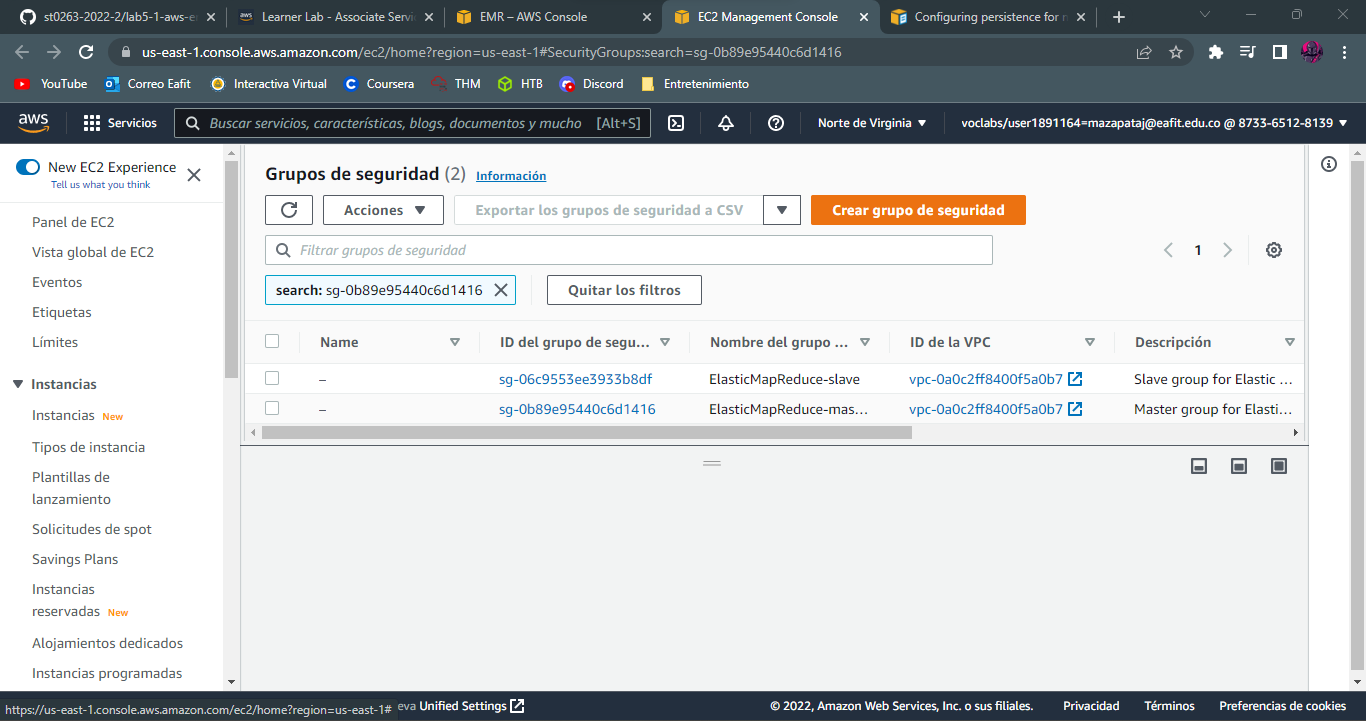 st0263-2022-2/lab5-1-aws-e
Learner Lab - Associate Servi
EMR – AWS Console
EC2 Management Console
Configuring persistence for n
us-east-1.console.aws.amazon.com/ec2/home?region=us-east-1#SecurityGroups:search=sg-0b89e95440c6d1416
YouTube
Correo Eafit
Interactiva Virtual
Coursera
THM
HTB
Discord
Entretenimiento
aws
Servicios
Buscar servicios, características, blogs, documentos y mucho [Alt+S]
Norte de Virginia
voclabs/user1891164=mazapataj@eafit.edu.co @ 8733-6512-8139
New EC2 Experience
Tell us what you think
Panel de EC2
Vista global de EC2
Eventos
Etiquetas
Límites
Instancias
Instancias New
Tipos de instancia
Plantillas de
lanzamiento
Solicitudes de spot
Savings Plans
Instancias
reservadas New
Alojamientos dedicados
Instancias programadas
Grupos de seguridad (2) Información
Acciones
Exportar los grupos de seguridad a CSV
Crear grupo de seguridad
Filtrar grupos de seguridad
1
search: sg-0b89e95440c6d1416
Quitar los filtros
Name ID del grupo de segu... Nombre del grupo ... ID de la VPC Descripción
– sg-06c9553ee3933b8df ElasticMapReduce-slave vpc-0a0c2ff8400f5a0b7 Slave group for Elastic ...
– sg-0b89e95440c6d1416 ElasticMapReduce-mas... vpc-0a0c2ff8400f5a0b7 Master group for Elasti...
https://us-east-1.console.aws.amazon.com/ec2/home?region=us-east-1#
eva Unified Settings
© 2022, Amazon Web Services, Inc. o sus filiales.
Privacidad
Términos
Preferencias de cookies